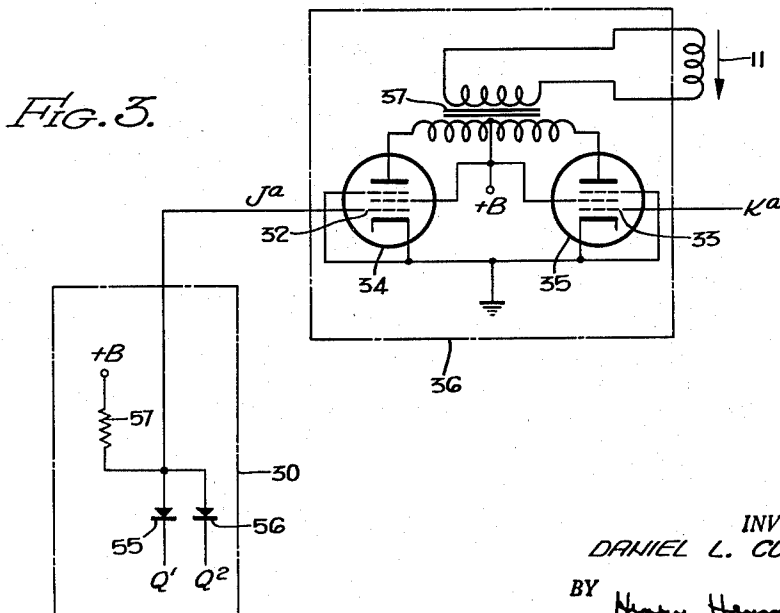 FIG. 3.
11
37
+B
Jᵃ
Kᵃ
32
33
34
35
36
+B
57
30
55
56
Q'
Q²
INV
DANIEL L. CU
BY